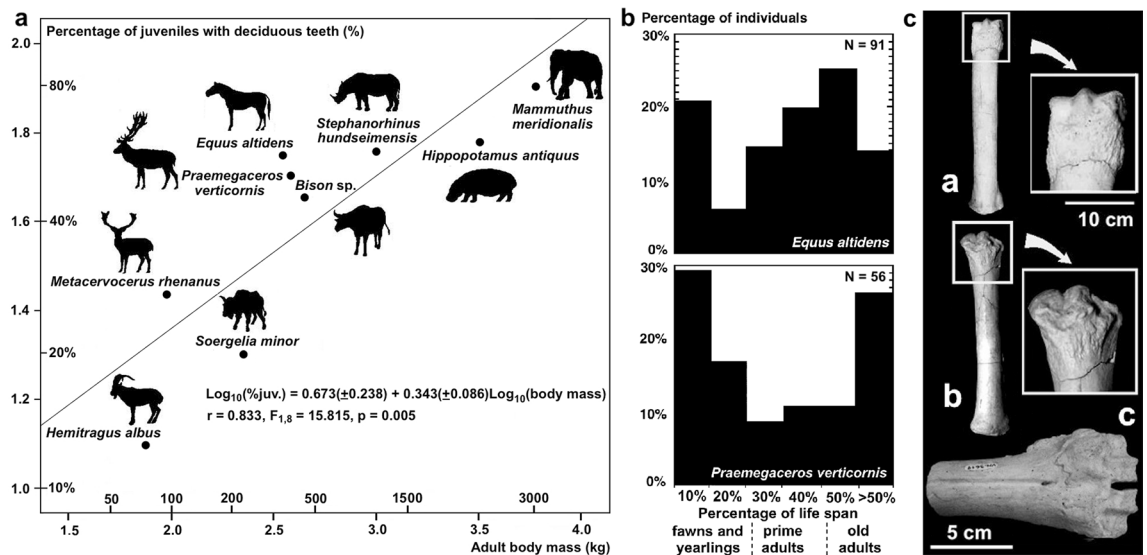 a
Percentage of juveniles with deciduous teeth (%)
2.0
80%
1.8
1.6
40%
1.4
20%
1.2
1.0
10%
Mammuthus
meridionalis
Stephanorhinus
hundseimensis
Equus altidens
Hippopotamus antiquus
Praemegaceros
verticornis
Bison sp.
Metacervocerus rhenanus
Soergelia minor
Log10(%juv.) = 0.673(±0.238) + 0.343(±0.086)Log10(body mass)
r = 0.833, F1,8 = 15.815, p = 0.005
Hemitragus albus
50 100 200 500 1500 3000
1.5 2.0 2.5 3.0 3.5 4.0
Adult body mass (kg)
b
Percentage of individuals
30%
N = 91
20%
10%
0%
Equus altidens
30%
N = 56
20%
10%
0%
Praemegaceros verticornis
10% 20% 30% 40% 50% >50%
Percentage of life span
fawns and prime old
yearlings adults adults
c
a
10 cm
b
c
5 cm